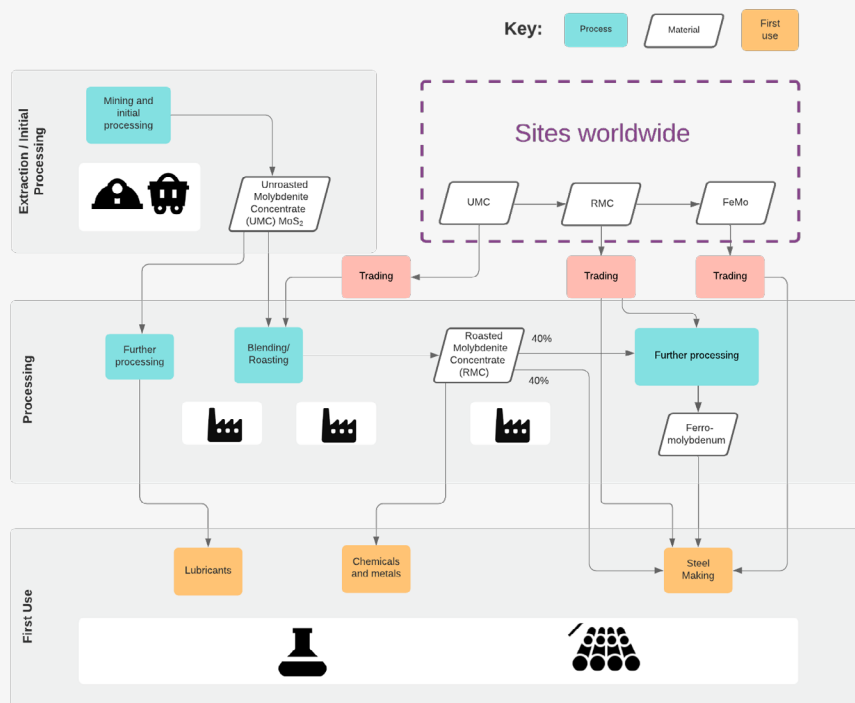 Key:
Process
Material
First
use
Extraction / Initial
Processing
Mining and
initial
processing
Unroasted
Molybdenite
Concentrate
(UMC) MoS₂
Sites worldwide
UMC
RMC
FeMo
Trading
Trading
Trading
Processing
Further
processing
Blending/
Roasting
Roasted
Molybdenite
Concentrate
(RMC)
40%
40%
Further processing
Ferro-
molybdenum
First Use
Lubricants
Chemicals
and metals
Steel
Making